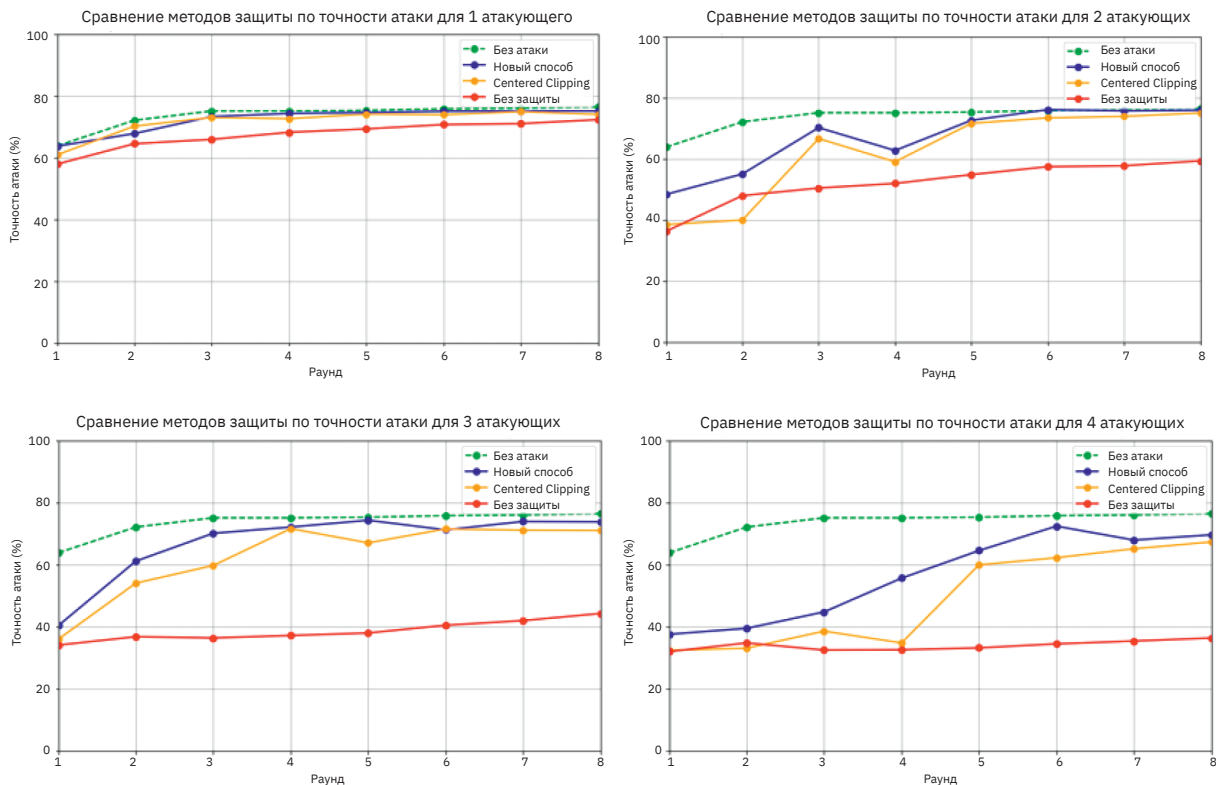 Сравнение методов защиты по точности атаки для 1 атакующего
100
80
60
40
20
0
Точность атаки (%)
Без атаки
Новый способ
Centered Clipping
Без защиты
1 2 3 4 5 6 7 8
Раунд
Сравнение методов защиты по точности атаки для 2 атакующих
100
80
60
40
20
0
Точность атаки (%)
Без атаки
Новый способ
Centered Clipping
Без защиты
1 2 3 4 5 6 7 8
Раунд
Сравнение методов защиты по точности атаки для 3 атакующих
100
80
60
40
20
0
Точность атаки (%)
Без атаки
Новый способ
Centered Clipping
Без защиты
1 2 3 4 5 6 7 8
Раунд
Сравнение методов защиты по точности атаки для 4 атакующих
100
80
60
40
20
0
Точность атаки (%)
Без атаки
Новый способ
Centered Clipping
Без защиты
1 2 3 4 5 6 7 8
Раунд